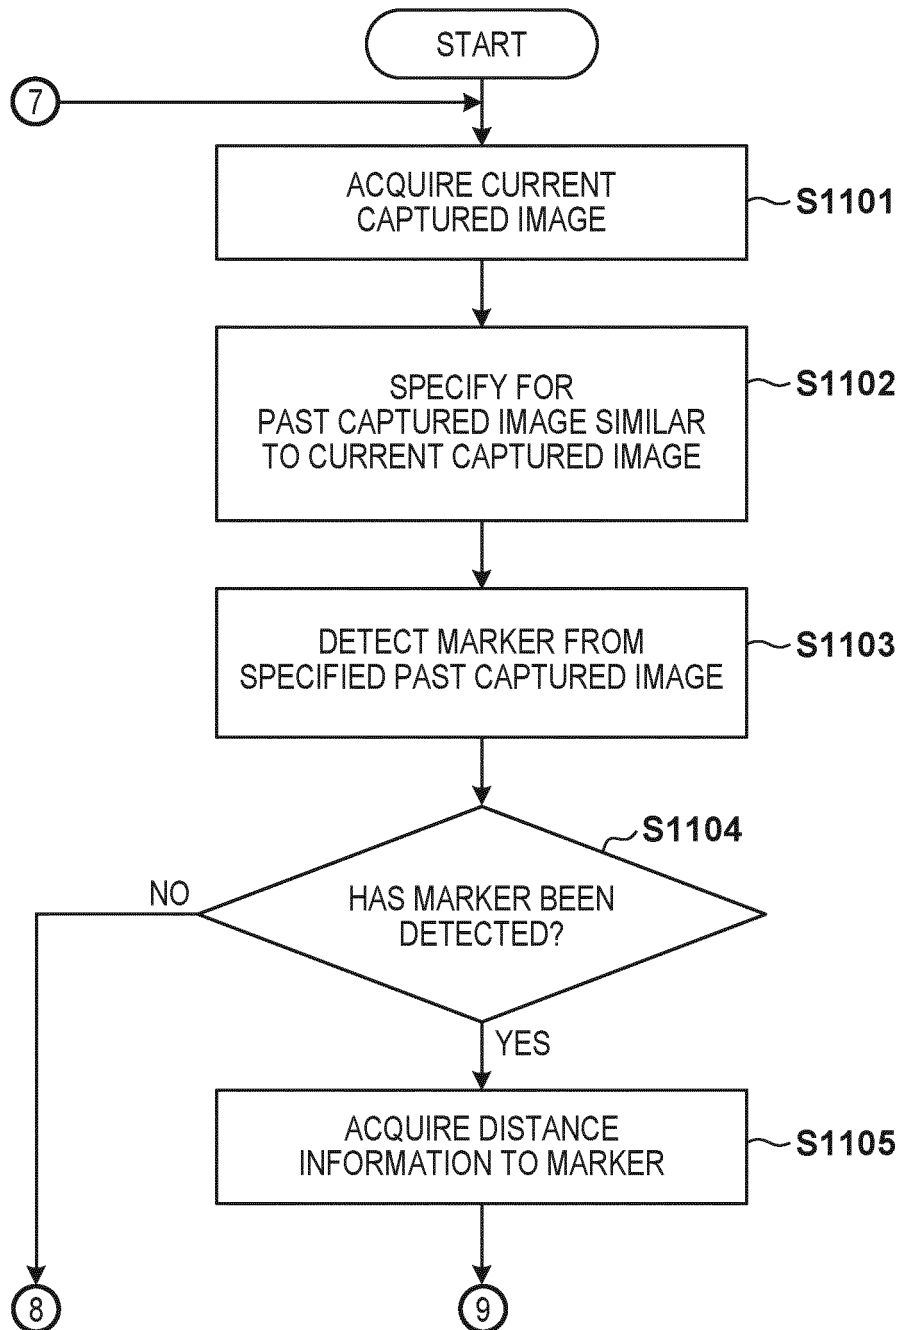 START
7
ACQUIRE CURRENT
CAPTURED IMAGE
S1101
SPECIFY FOR
PAST CAPTURED IMAGE SIMILAR
TO CURRENT CAPTURED IMAGE
S1102
DETECT MARKER FROM
SPECIFIED PAST CAPTURED IMAGE
S1103
S1104
NO
HAS MARKER BEEN
DETECTED?
YES
ACQUIRE DISTANCE
INFORMATION TO MARKER
S1105
8
9